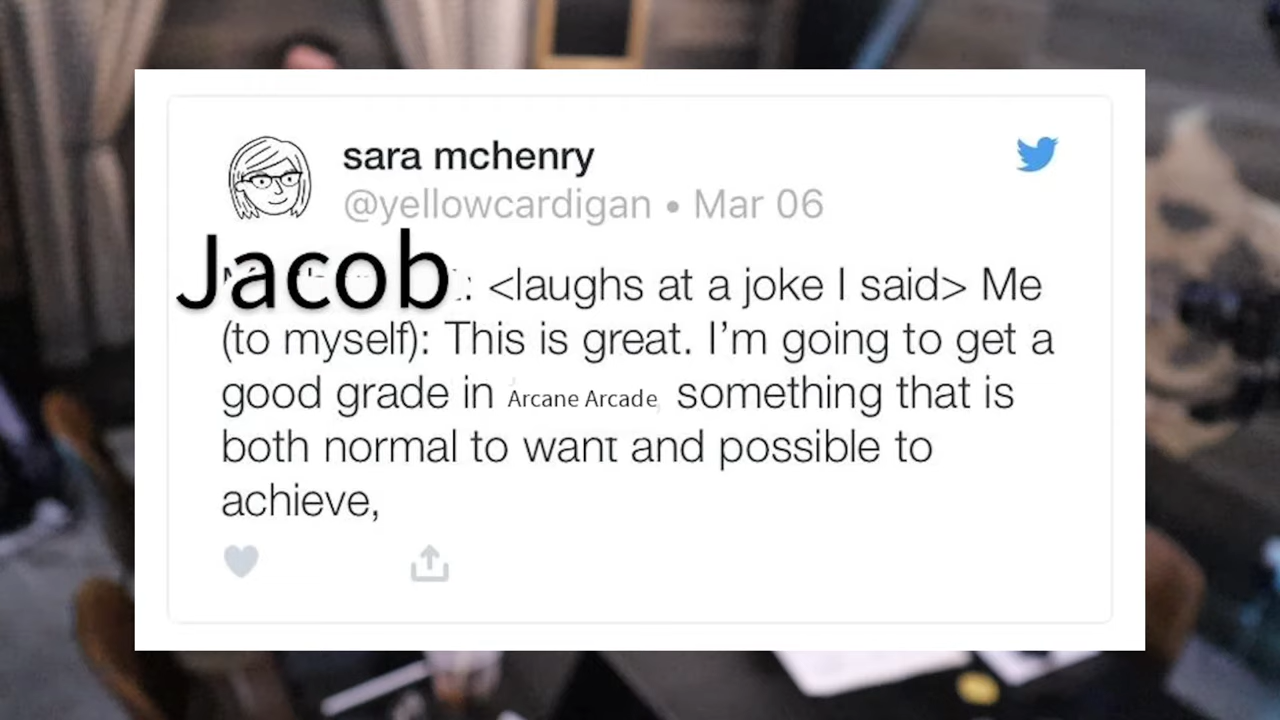 sara mchenry
@yellowcardigan • Mar 06
Jacob: <laughs at a joke I said> Me
(to myself): This is great. I'm going to get a
good grade in Arcane Arcade, something that is
both normal to want and possible to
achieve,